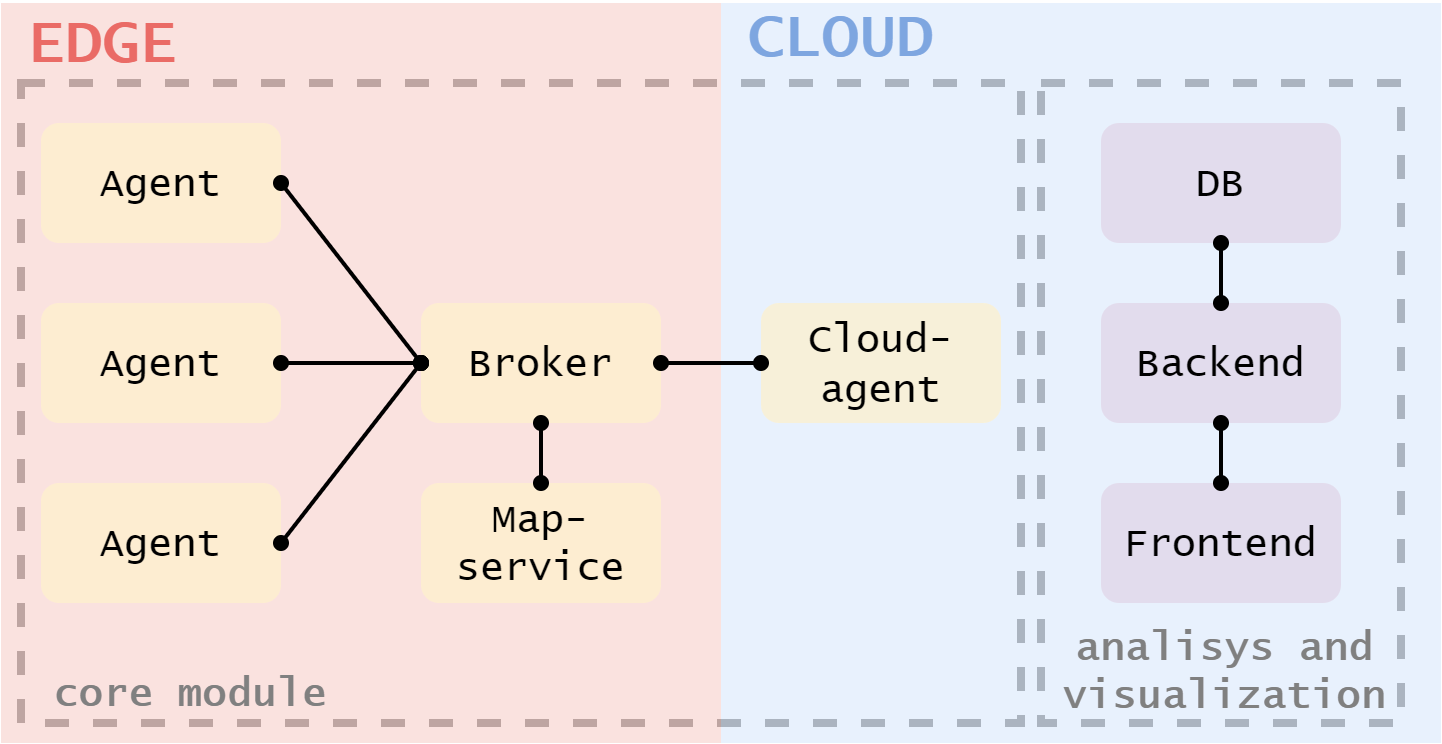 EDGE
CLOUD
Agent
DB
Agent
Broker
Cloud-
agent
Backend
Agent
Map-
service
Frontend
core module
analisys and
visualization